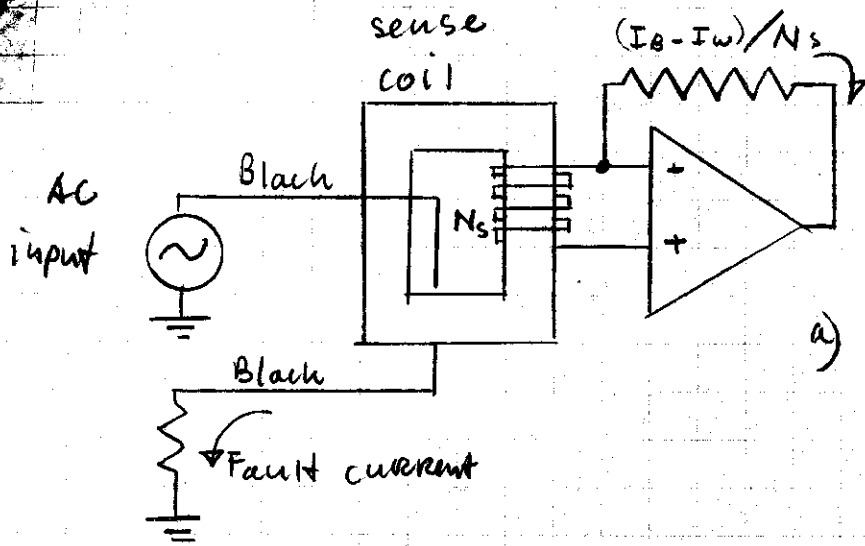 sense
coil
(IB - IW)/NS
Black
AC
input
NS
+
+
a)
Black
Fault current